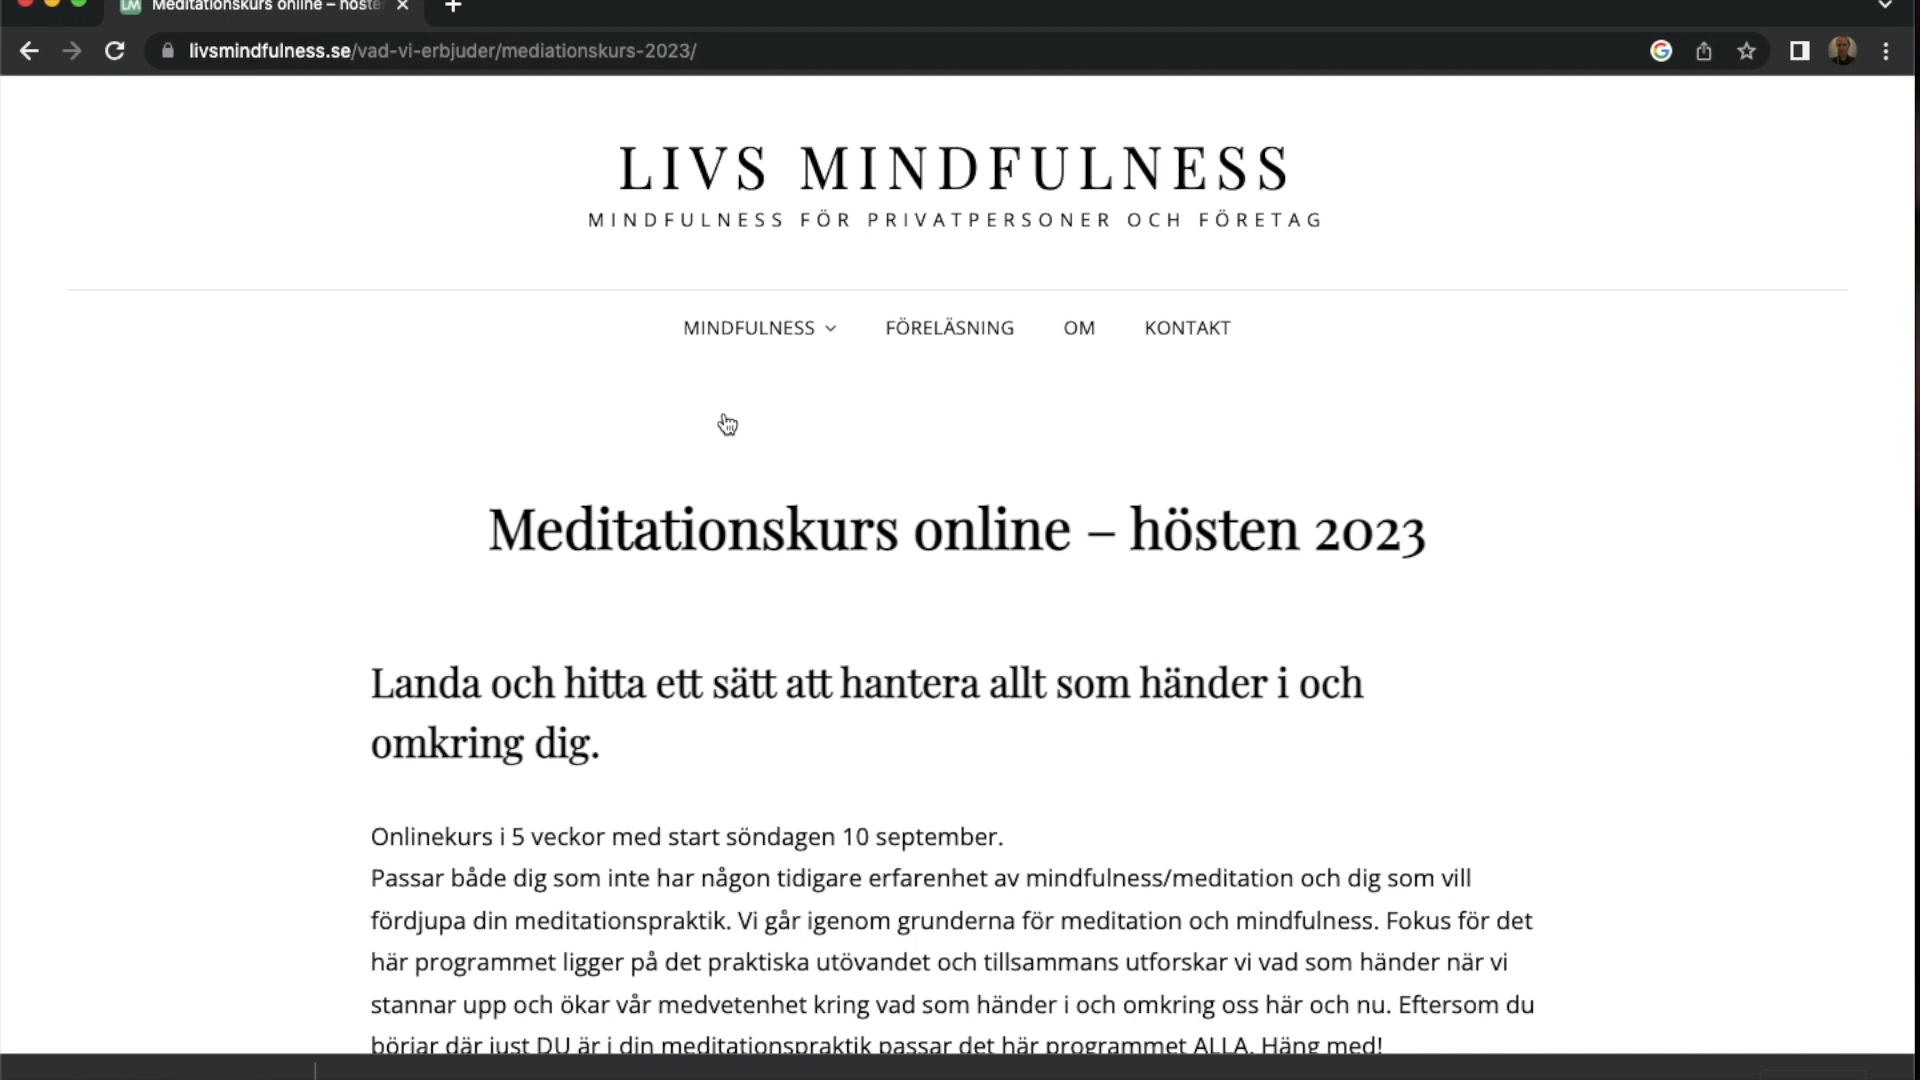 LM Meditationskurs online – höste
livsmindfulness.se/vad-vi-erbjuder/mediationskurs-2023/
LIVS MINDFULNESS
MINDFULNESS FÖR PRIVATPERSONER OCH FÖRETAG
MINDFULNESS FÖRELÄSNING OM KONTAKT
Meditationskurs online – hösten 2023
Landa och hitta ett sätt att hantera allt som händer i och
omkring dig.
Onlinekurs i 5 veckor med start söndagen 10 september.
Passar både dig som inte har någon tidigare erfarenhet av mindfulness/meditation och dig som vill
fördjupa din meditationspraktik. Vi går igenom grunderna för meditation och mindfulness. Fokus för det
här programmet ligger på det praktiska utövandet och tillsammans utforskar vi vad som händer när vi
stannar upp och ökar vår medvetenhet kring vad som händer i och omkring oss här och nu. Eftersom du
börjar där just DU är i din meditationspraktik passar det här programmet ALLA. Häng med!